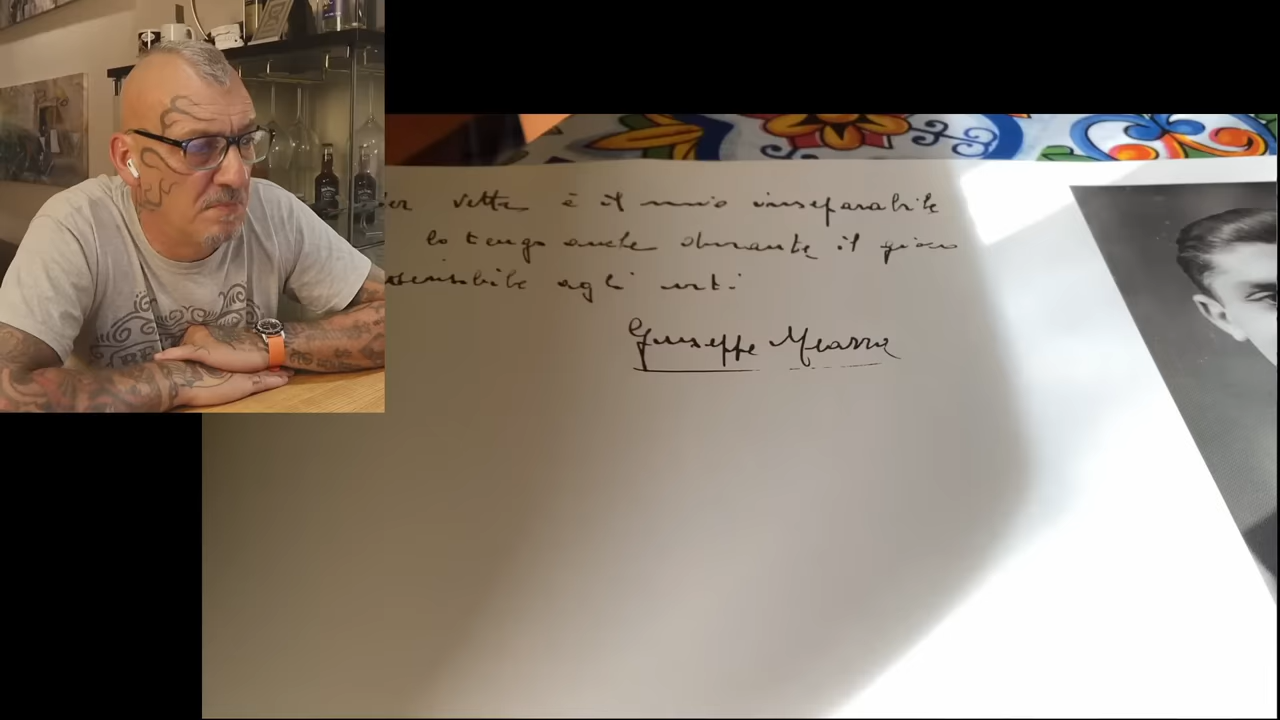 vetta è il mio inseparabile
lo tengo anche durante il gioco
agli urti.
Giuseppe Meazza